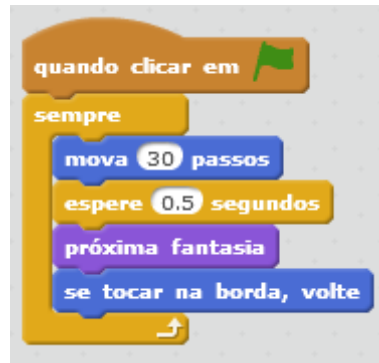 quando clicar em
sempre
mova 30 passos
espere 0.5 segundos
próxima fantasia
se tocar na borda, volte